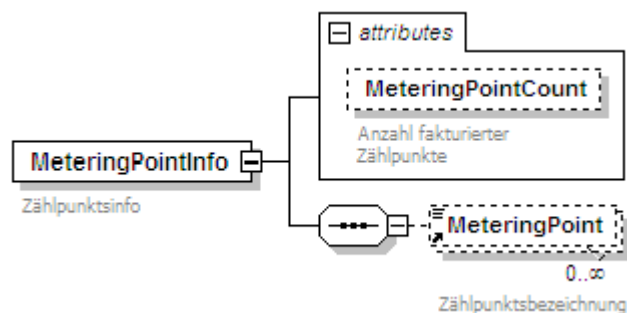 attributes
MeteringPointCount
Anzahl fakturierter
Zählpunkte
MeteringPointInfo
Zählpunktsinfo
MeteringPoint
0..∞
Zählpunktsbezeichnung